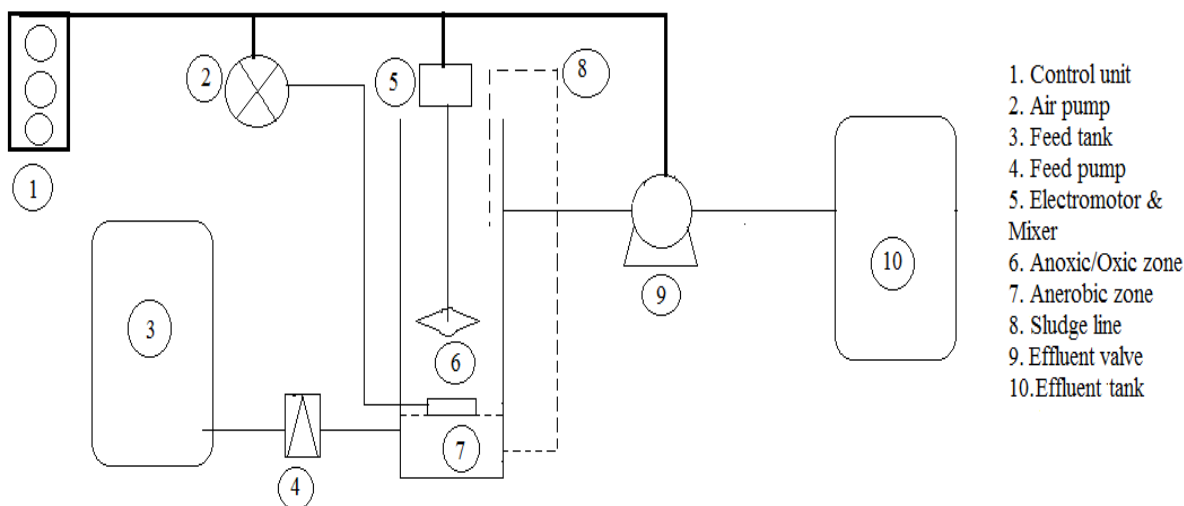 8
2
5
1. Control unit
2. Air pump
3. Feed tank
4. Feed pump
5. Electromotor &
Mixer
6. Anoxic/Oxic zone
7. Anerobic zone
8. Sludge line
9. Effluent valve
10.Effluent tank
1
10
9
3
6
7
4